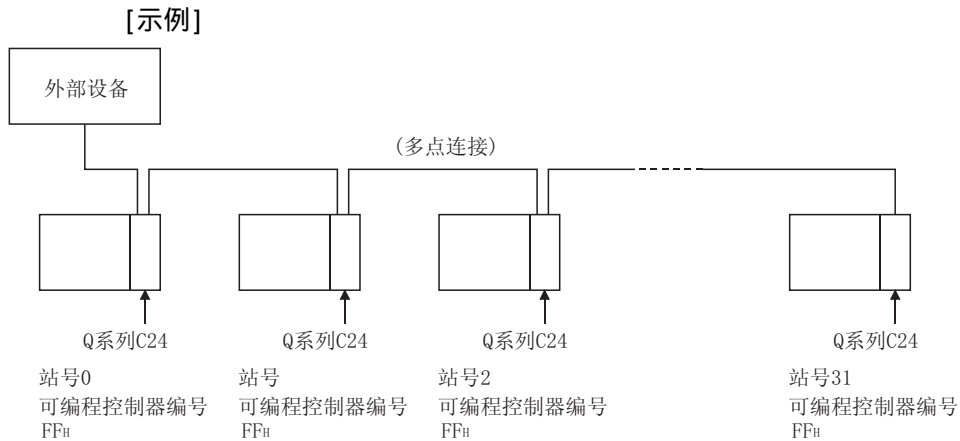 [示例]
外部设备
(多点连接)
Q系列C24
Q系列C24
Q系列C24
Q系列C24
站号0
可编程控制器编号
FFH
站号
可编程控制器编号
FFH
站号2
可编程控制器编号
FFH
站号31
可编程控制器编号
FFH